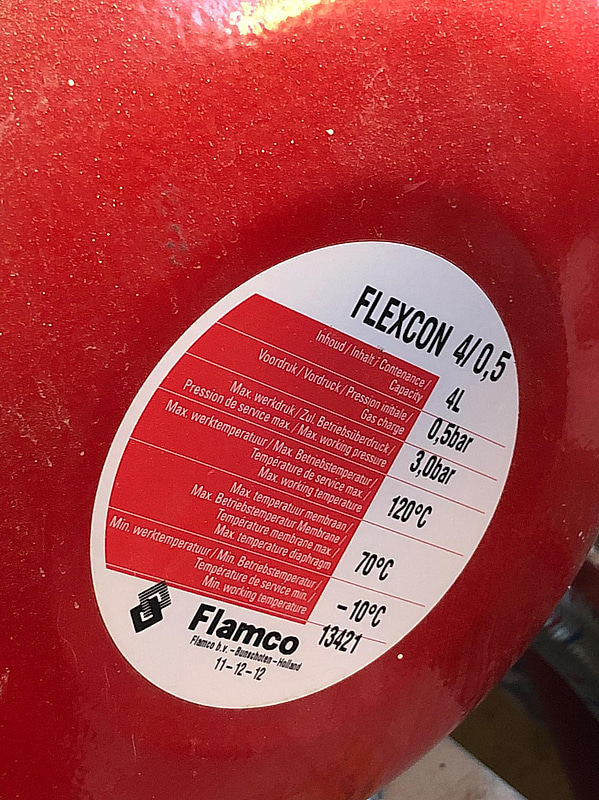 FLEXCON 4/0,5
Inhoud / Inhalt / Contenance /
Capacity
4L
Voordruk / Vordruck / Pression initiale /
Gas charge
0,5bar
Max. werkdruk / Zul. Betriebsüberdruck /
Pression de service max. / Max. working pressure
3,0bar
Max. werktemperatuur / Max. Betriebstemperatur /
Température de service max. /
Max. working temperature
120°C
Max. temperatuur membraan /
Max. Betriebstemperatur Membrane /
Temperature membrane max. /
Max. temperature diaphragm
70°C
Min. werktemperatuur / Min. Betriebstemperatur /
Température de service min. /
Min. working temperature
-10°C
Flamco
13421
Flamco b.v. - Bunschoten - Holland
11-12-12